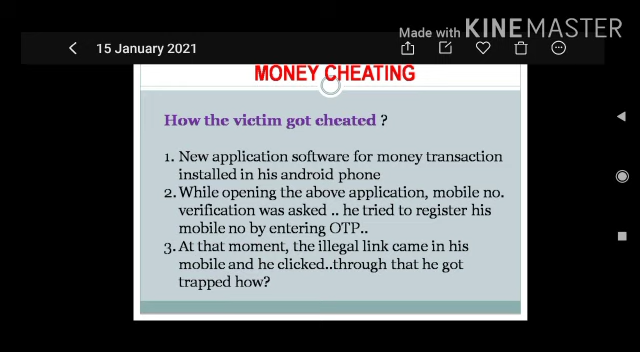 Made with KINEMASTER
15 January 2021
MONEY CHEATING
How the victim got cheated ?
1. New application software for money transaction
installed in his android phone
2. While opening the above application, mobile no.
verification was asked .. he tried to register his
mobile no by entering OTP..
3. At that moment, the illegal link came in his
mobile and he clicked..through that he got
trapped how?